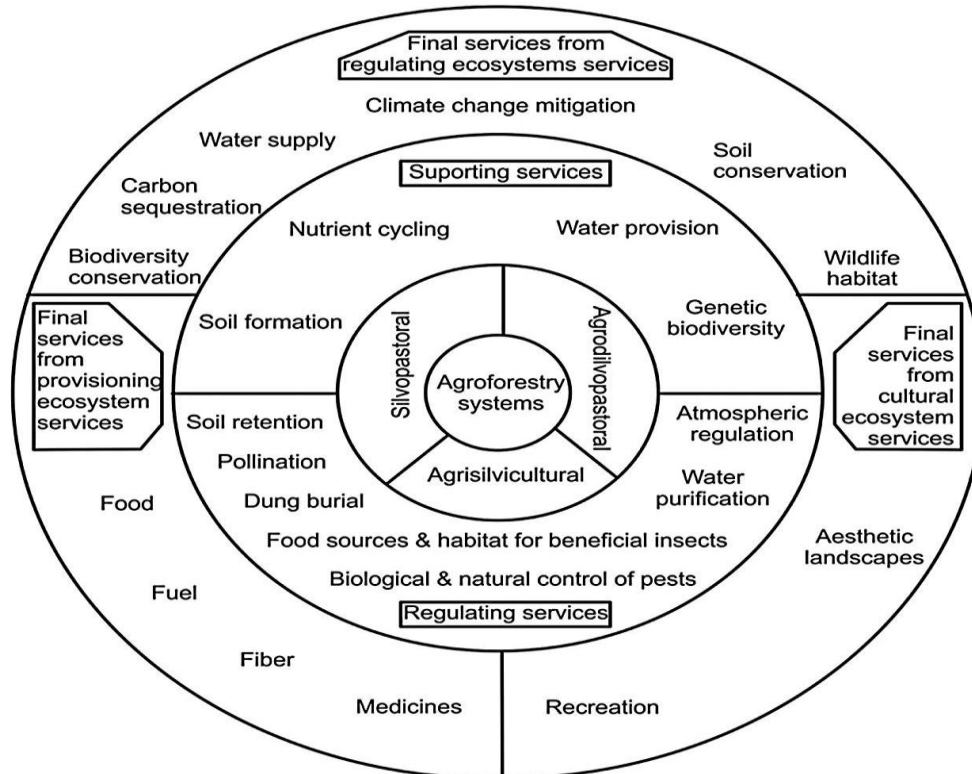 Final services from
regulating ecosystems services
Climate change mitigation
Water supply
Soil
conservation
Carbon
sequestration
Biodiversity
conservation
Wildlife
habitat
Suporting services
Nutrient cycling
Water provision
Soil formation
Genetic
biodiversity
Silvopastoral
Agrodilvopastoral
Agroforestry
systems
Agrisilvicultural
Final
services
from
provisioning
ecosystem
services
Final
services
from
cultural
ecosystem
services
Soil retention
Atmospheric
regulation
Pollination
Water
purification
Dung burial
Food sources & habitat for beneficial insects
Biological & natural control of pests
Regulating services
Food
Fuel
Fiber
Medicines
Aesthetic
landscapes
Recreation